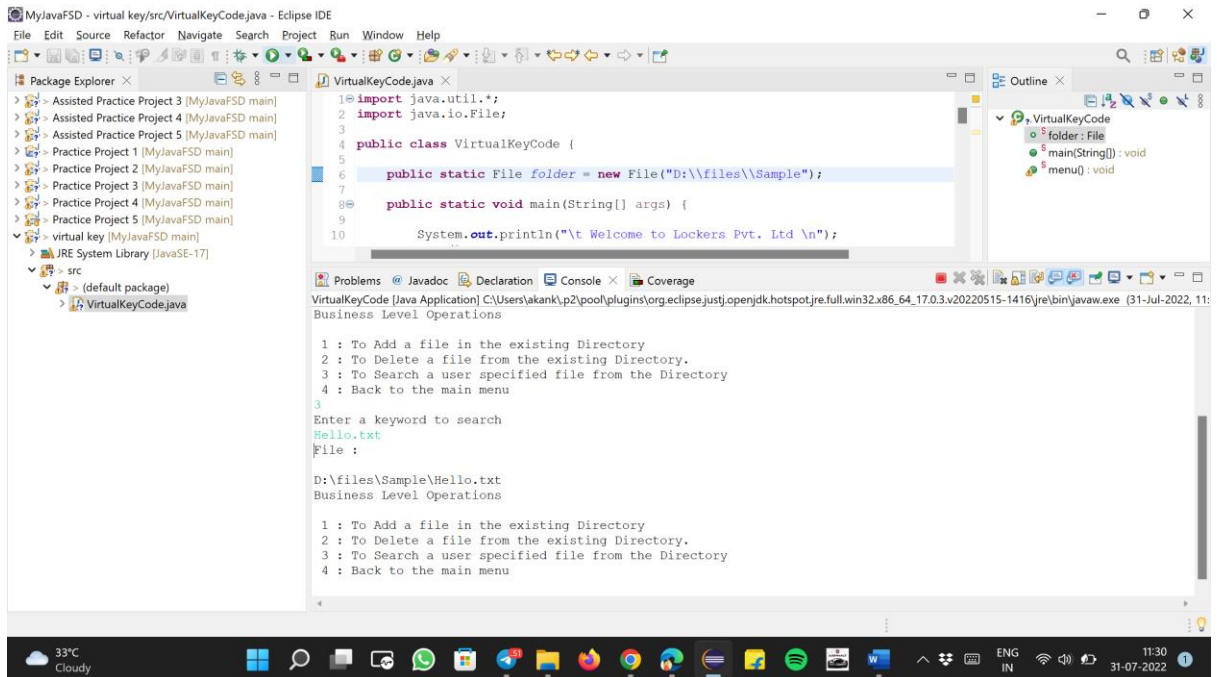 MyJavaFSD - virtual key/src/VirtualKeyCode.java - Eclipse IDE
File Edit Source Refactor Navigate Search Project Run Window Help
Package Explorer
> Assisted Practice Project 3 [MyJavaFSD main]
> Assisted Practice Project 4 [MyJavaFSD main]
> Assisted Practice Project 5 [MyJavaFSD main]
> Practice Project 1 [MyJavaFSD main]
> Practice Project 2 [MyJavaFSD main]
> Practice Project 3 [MyJavaFSD main]
> Practice Project 4 [MyJavaFSD main]
> Practice Project 5 [MyJavaFSD main]
> virtual key [MyJavaFSD main]
JRE System Library [JavaSE-17]
> src
> (default package)
VirtualKeyCode.java
VirtualKeyCode.java
1 import java.util.*;
2 import java.io.File;
3
4 public class VirtualKeyCode {
5
6 public static File folder = new File("D:\\files\\Sample");
7
8 public static void main(String[] args) {
9
10 System.out.println("\t Welcome to Lockers Pvt. Ltd \n");
Outline
VirtualKeyCode
folder : File
main(String[]) : void
menu() : void
Problems Javadoc Declaration Console Coverage
VirtualKeyCode [Java Application] C:\Users\akank\.p2\pool\plugins\org.eclipse.justj.openjdk.hotspot.jre.full.win32.x86_64_17.0.3.v20220515-1416\jre\bin\javaw.exe (31-Jul-2022, 11:
Business Level Operations
1 : To Add a file in the existing Directory
2 : To Delete a file from the existing Directory.
3 : To Search a user specified file from the Directory
4 : Back to the main menu
3
Enter a keyword to search
Hello.txt
File :
D:\files\Sample\Hello.txt
Business Level Operations
1 : To Add a file in the existing Directory
2 : To Delete a file from the existing Directory.
3 : To Search a user specified file from the Directory
4 : Back to the main menu
33°C
Cloudy
ENG
IN
11:30
31-07-2022
1